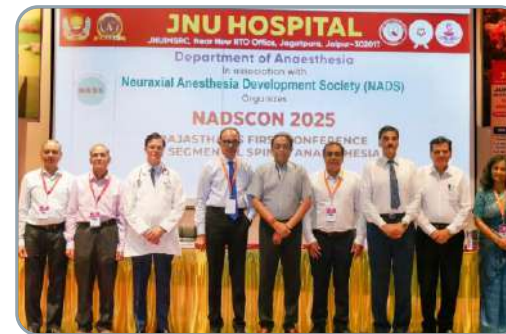 JNU HOSPITAL
JNUIMSRC, Near New RTO Office, Jagatpura, Jaipur-302017
Department of Anaesthesia
In association with
Neuraxial Anesthesia Development Society (NADS)
Organizes
NADS
NADSCON 2025
RAJASTHAN'S FIRST CONFERENCE
SEGMENTAL SPINAL ANAESTHESIA